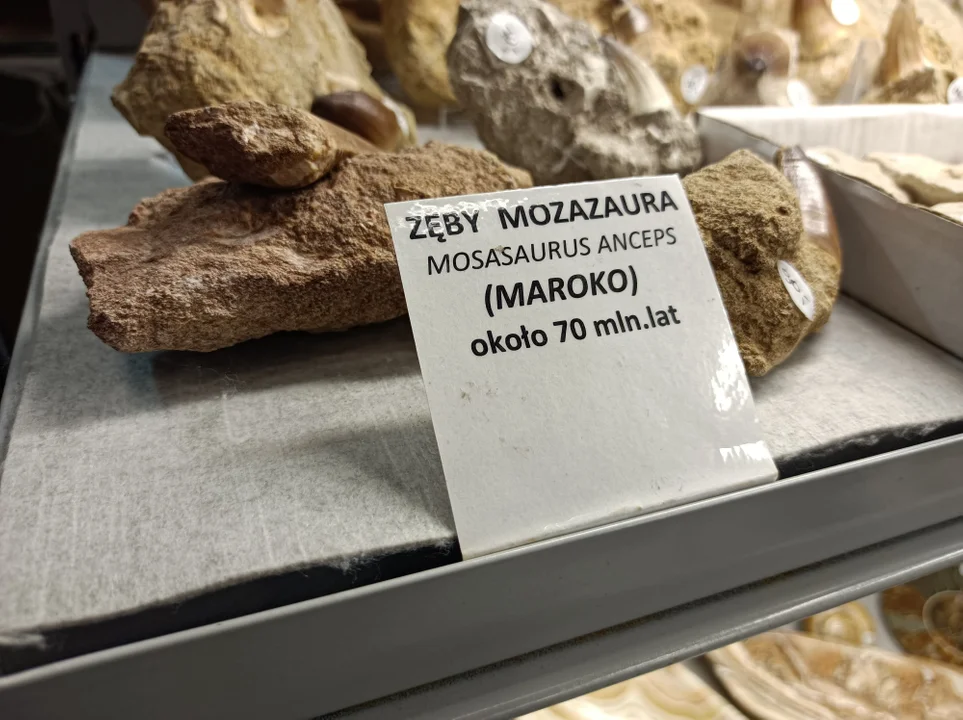 ZĘBY MOZAZAURA
MOSASAURUS ANCEPS
(MAROKO)
około 70 mln.lat